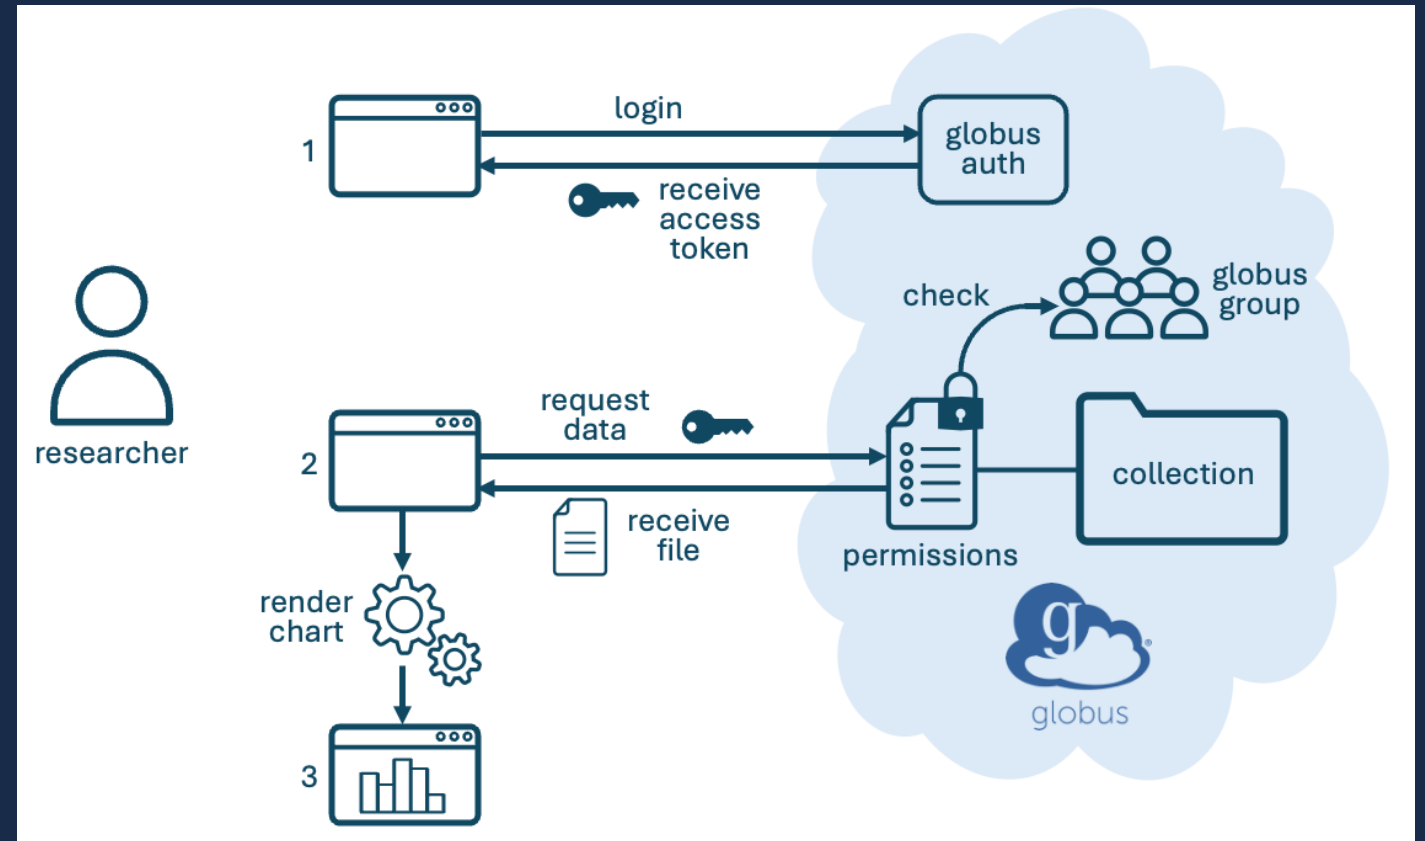 login
1
globus
auth
receive
access
token
globus
group
check
researcher
request
data
2
collection
receive
file
permissions
render
chart
g
globus
3